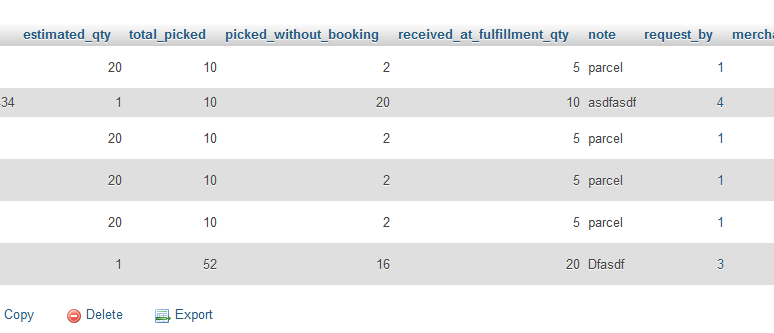 estimated_qty total_picked picked_without_booking received_at_fulfillment_qty note request_by mercha
20 10 2 5 parcel 1
34 1 10 20 10 asdfasdf 4
20 10 2 5 parcel 1
20 10 2 5 parcel 1
20 10 2 5 parcel 1
1 52 16 20 Dfasdf 3
Copy Delete Export